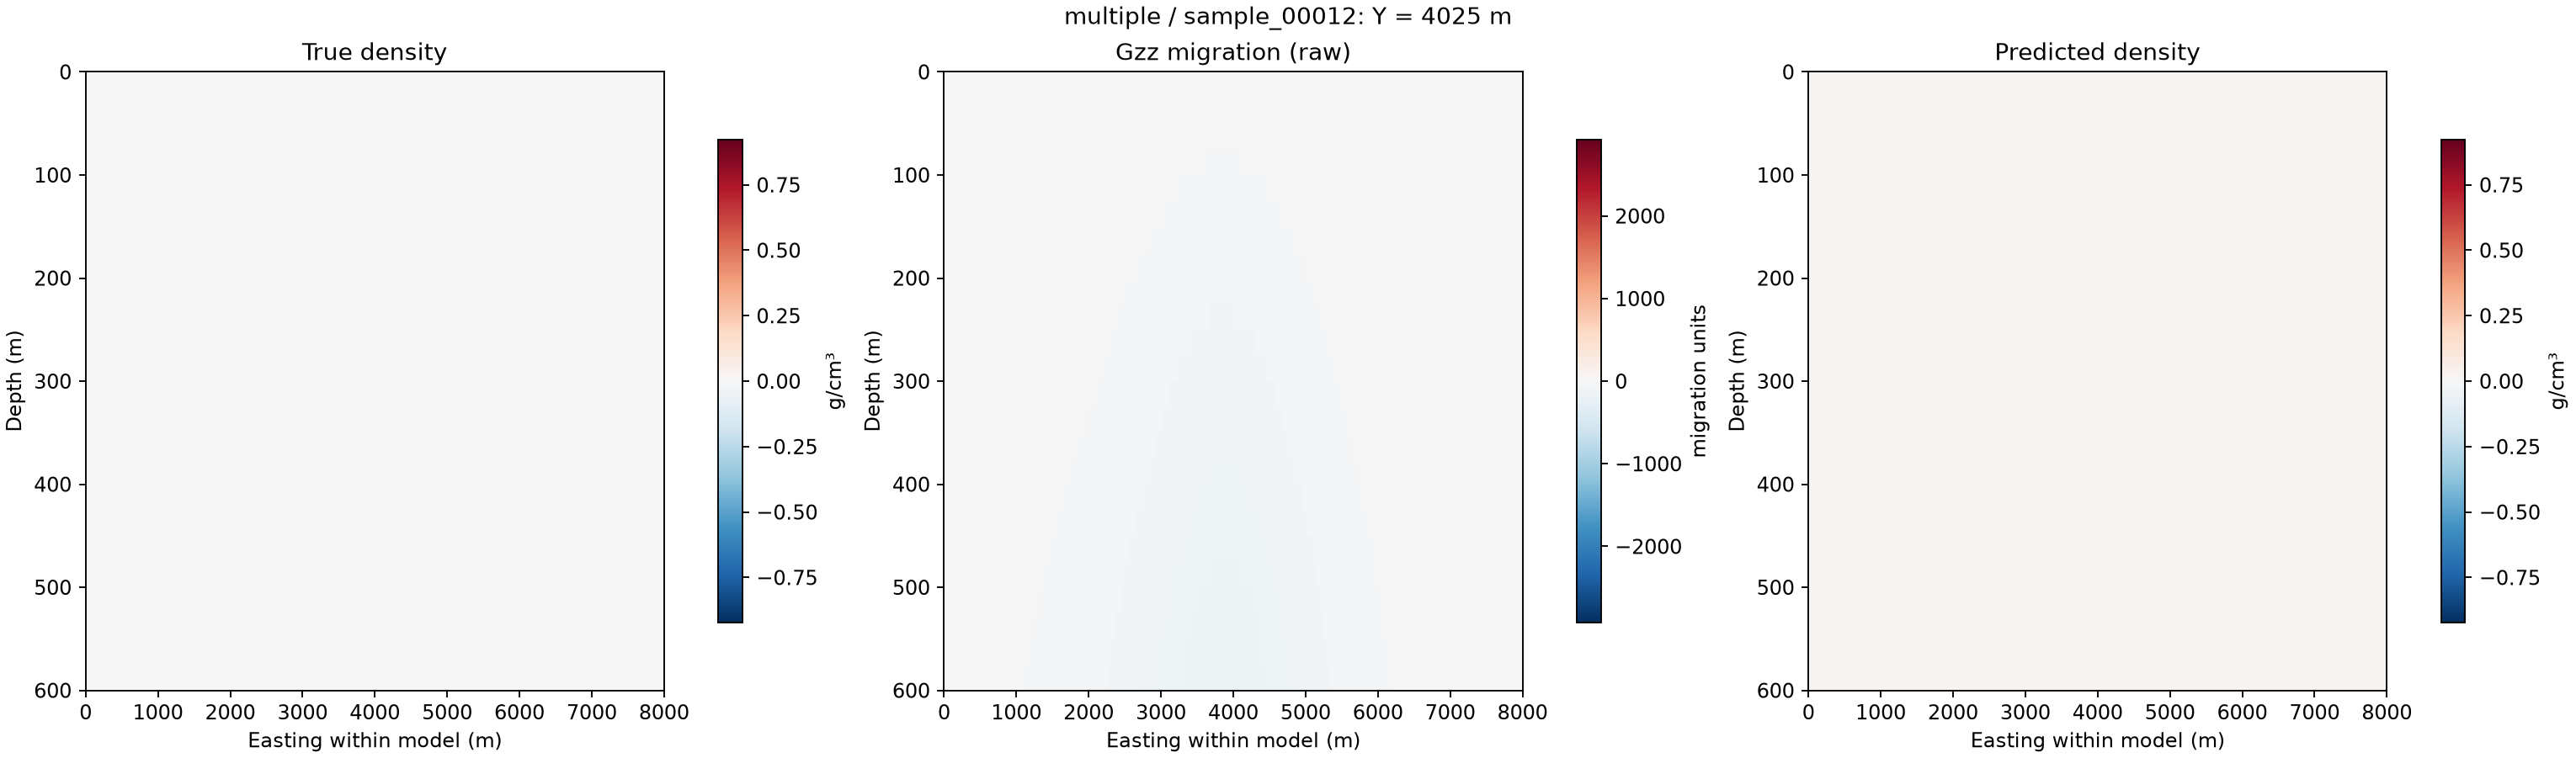 multiple / sample_00012: Y = 4025 m
True density
0
100
200
300
400
500
600
Depth (m)
0 1000 2000 3000 4000 5000 6000 7000 8000
Easting within model (m)
0.75
0.50
0.25
0.00
−0.25
−0.50
−0.75
g/cm³
Gzz migration (raw)
0
100
200
300
400
500
600
Depth (m)
0 1000 2000 3000 4000 5000 6000 7000 8000
Easting within model (m)
2000
1000
0
−1000
−2000
migration units
Predicted density
0
100
200
300
400
500
600
Depth (m)
0 1000 2000 3000 4000 5000 6000 7000 8000
Easting within model (m)
0.75
0.50
0.25
0.00
−0.25
−0.50
−0.75
g/cm³